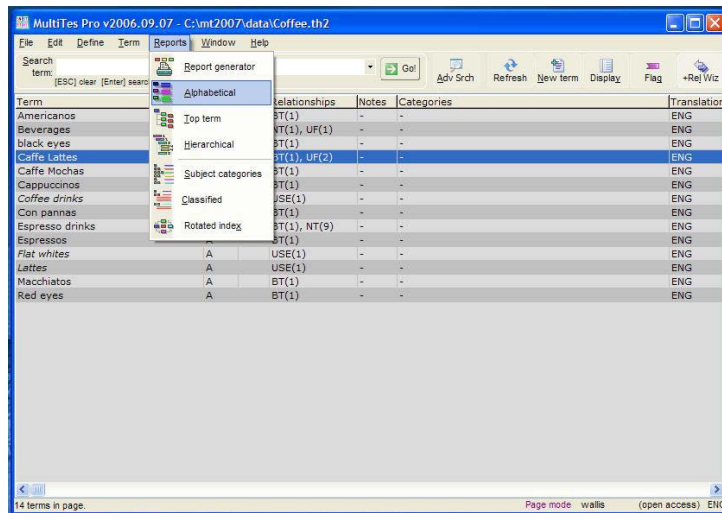 MultiTes Pro v2006.09.07 - C:\mt2007\data\Coffee.th2
File Edit Define Term Reports Window Help
Search term:
[ESC] clear [Enter] searc
Go!
Adv Srch Refresh New term Display Flag +Rel Wiz
Report generator
Alphabetical
Top term
Hierarchical
Subject categories
Classified
Rotated index
Term Relationships Notes Categories Translation
Americanos BT(1) - - ENG
Beverages NT(1), UF(1) - - ENG
black eyes BT(1) - - ENG
Caffe Lattes BT(1), UF(2) - - ENG
Caffe Mochas BT(1) - - ENG
Cappuccinos BT(1) - - ENG
Coffee drinks USE(1) - - ENG
Con pannas BT(1) - - ENG
Espresso drinks BT(1), NT(9) - - ENG
Espressos A BT(1) - - ENG
Flat whites A USE(1) - - ENG
Lattes A USE(1) - - ENG
Macchiatos A BT(1) - - ENG
Red eyes A BT(1) - - ENG
14 terms in page. Page mode wallis (open access) ENG